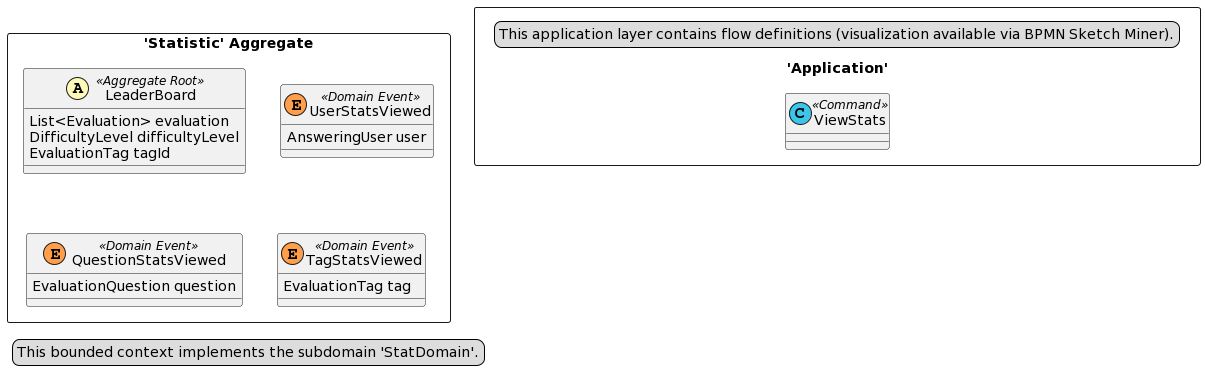 'Statistic' Aggregate
A
«Aggregate Root»
LeaderBoard
List<Evaluation> evaluation
DifficultyLevel difficultyLevel
EvaluationTag tagId
E
«Domain Event»
UserStatsViewed
AnsweringUser user
E
«Domain Event»
QuestionStatsViewed
EvaluationQuestion question
E
«Domain Event»
TagStatsViewed
EvaluationTag tag
This bounded context implements the subdomain 'StatDomain'.
This application layer contains flow definitions (visualization available via BPMN Sketch Miner).
'Application'
C
«Command»
ViewStats